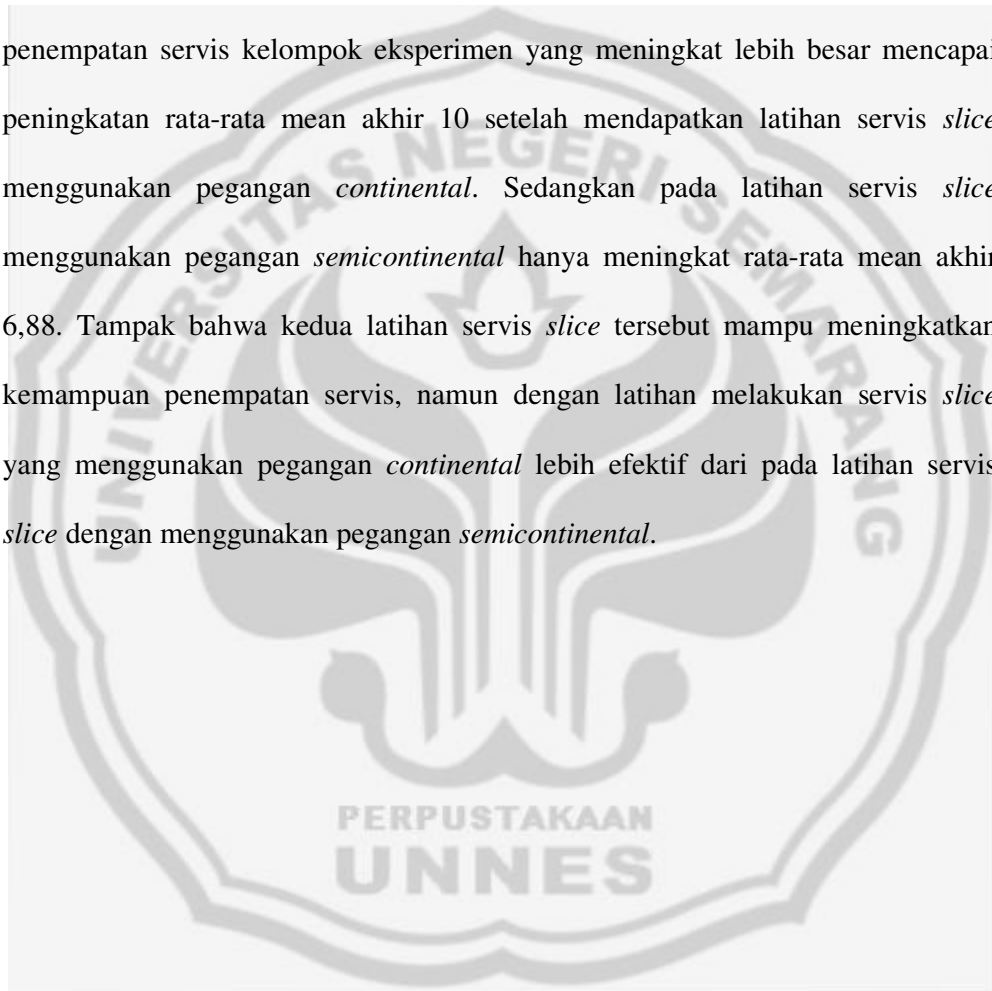 penempatan servis kelompok eksperimen yang meningkat lebih besar mencapai
peningkatan rata-rata mean akhir 10 setelah mendapatkan latihan servis slice
menggunakan pegangan continental. Sedangkan pada latihan servis slice
menggunakan pegangan semicontinental hanya meningkat rata-rata mean akhir
6,88. Tampak bahwa kedua latihan servis slice tersebut mampu meningkatkan
kemampuan penempatan servis, namun dengan latihan melakukan servis slice
yang menggunakan pegangan continental lebih efektif dari pada latihan servis
slice dengan menggunakan pegangan semicontinental.
UNIVERSITAS NEGERI SEMARANG
PERPUSTAKAAN
UNNES